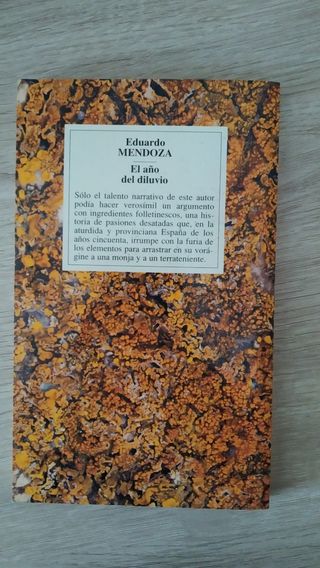 Eduardo
MENDOZA
El año
del diluvio
Sólo el talento narrativo de este autor
podía hacer verosímil un argumento
con ingredientes folletinescos, una his-
toria de pasiones desatadas que, en la
aturdida y provinciana España de los
años cincuenta, irrumpe con la furia de
los elementos para arrastrar en su vorá-
gine a una monja y a un terrateniente.